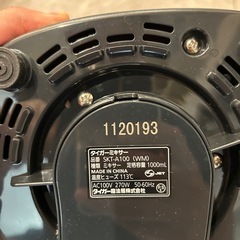 1120193
タイガーミキサー
品番 SKT-A100 (WM)
種類 ミキサー 定格容量 1000mL
MADE IN CHINA
温度ヒューズ 113℃
JET
AC100V 270W 50-60Hz
タイガー魔法瓶株式会社